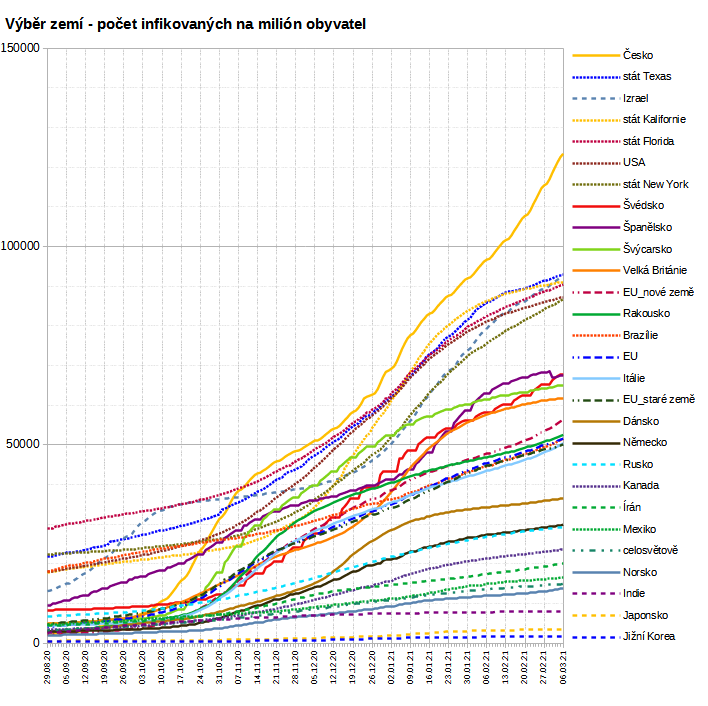 Výběr zemí - počet infikovaných na milión obyvatel
150000
100000
50000
0
29.08.20
05.09.20
12.09.20
19.09.20
26.09.20
03.10.20
10.10.20
17.10.20
24.10.20
31.10.20
07.11.20
14.11.20
21.11.20
28.11.20
05.12.20
12.12.20
19.12.20
26.12.20
02.01.21
09.01.21
16.01.21
23.01.21
30.01.21
06.02.21
13.02.21
20.02.21
27.02.21
06.03.21
Česko
stát Texas
Izrael
stát Kalifornie
stát Florida
USA
stát New York
Švédsko
Španělsko
Švýcarsko
Velká Británie
EU_nové země
Rakousko
Brazílie
EU
Itálie
EU_staré země
Dánsko
Německo
Rusko
Kanada
Írán
Mexiko
celosvětově
Norsko
Indie
Japonsko
Jižní Korea